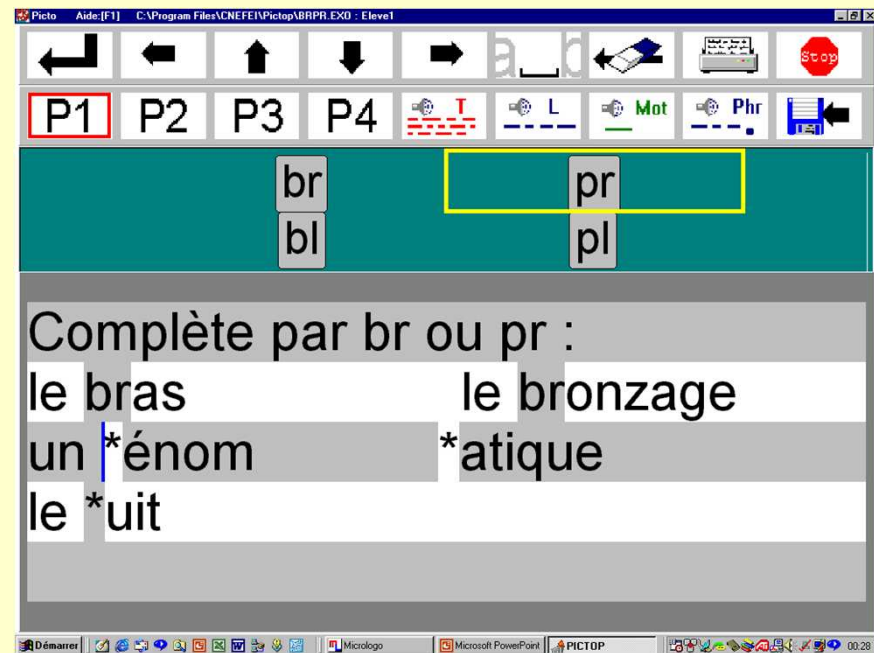 Picto Aide:[F1] C:\Program Files\CNEFEI\Pictop\BRPR.EXO : Eleve1
a b Stop
P1 P2 P3 P4 T L Mot Phr
br pr
bl pl
Complète par br ou pr :
le bras le bronzage
un *énom *atique
le *uit
Démarrer Micrologo Microsoft PowerPoint PICTOP 00:28